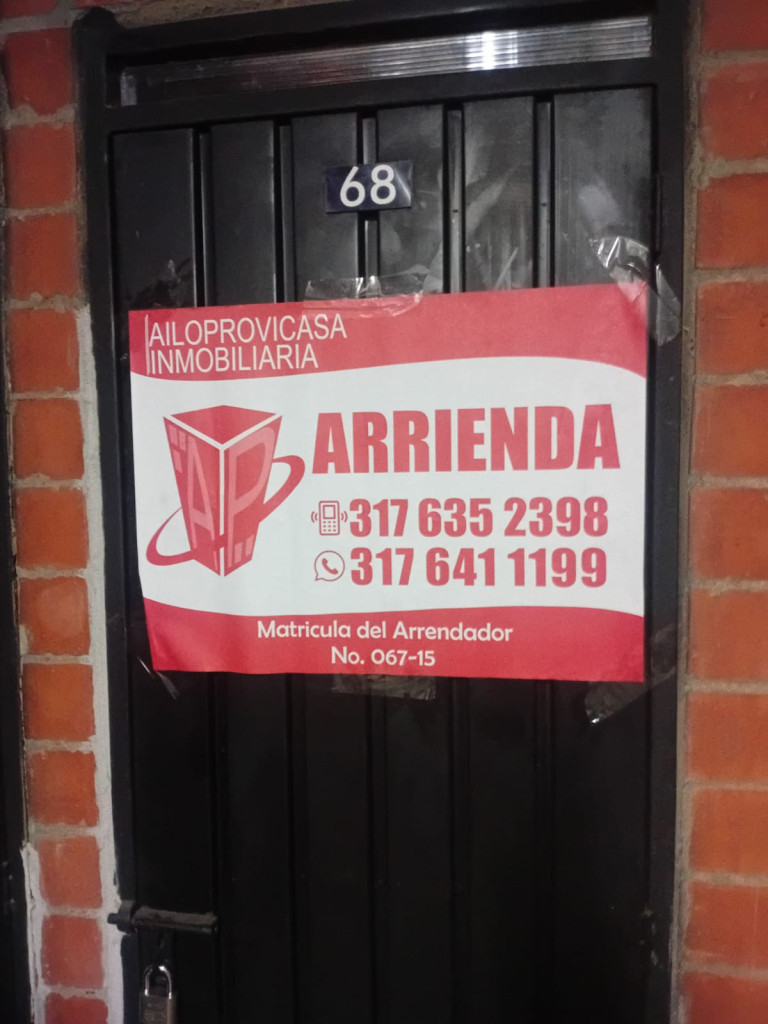 68
AILOPROVICASA
INMOBILIARIA
AP
ARRIENDA
317 635 2398
317 641 1199
Matricula del Arrendador
No. 067-15